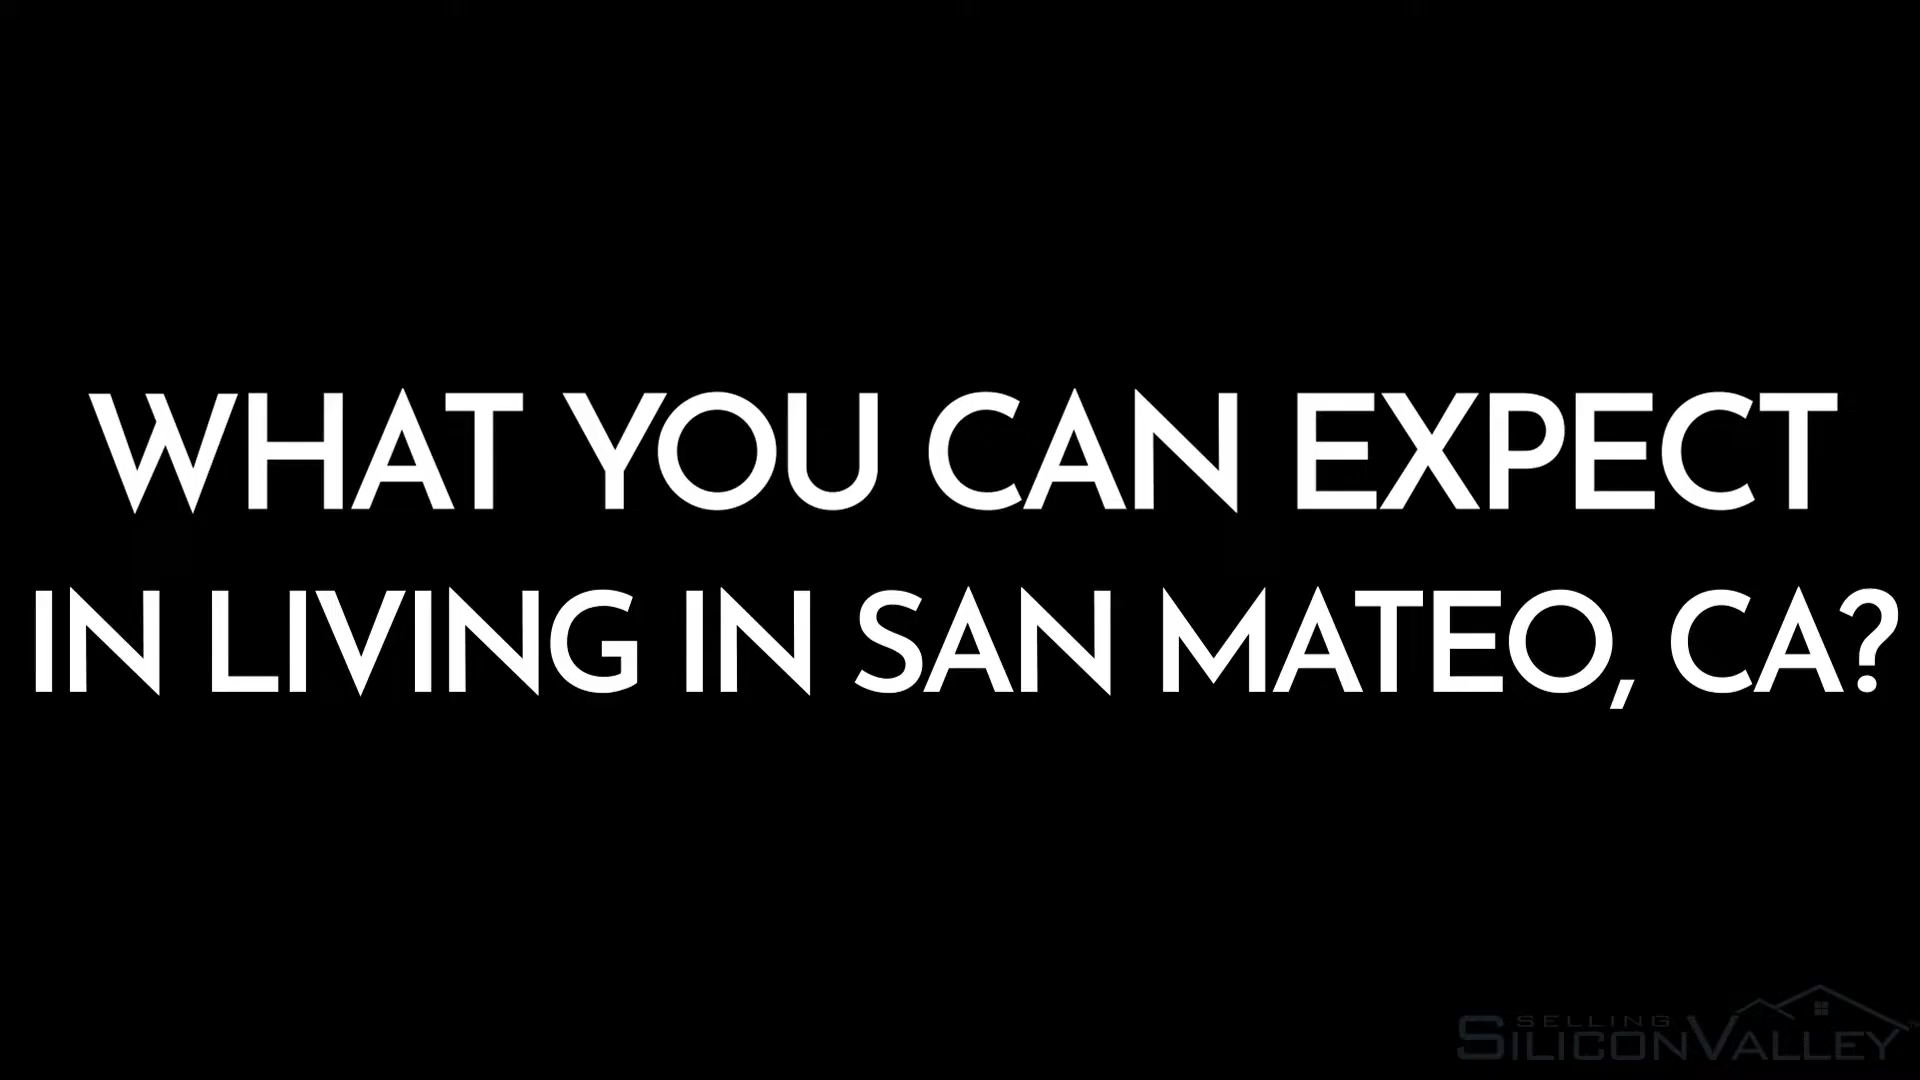 WHAT YOU CAN EXPECT
IN LIVING IN SAN MATEO, CA?
SELLING
SILICONVALLEY